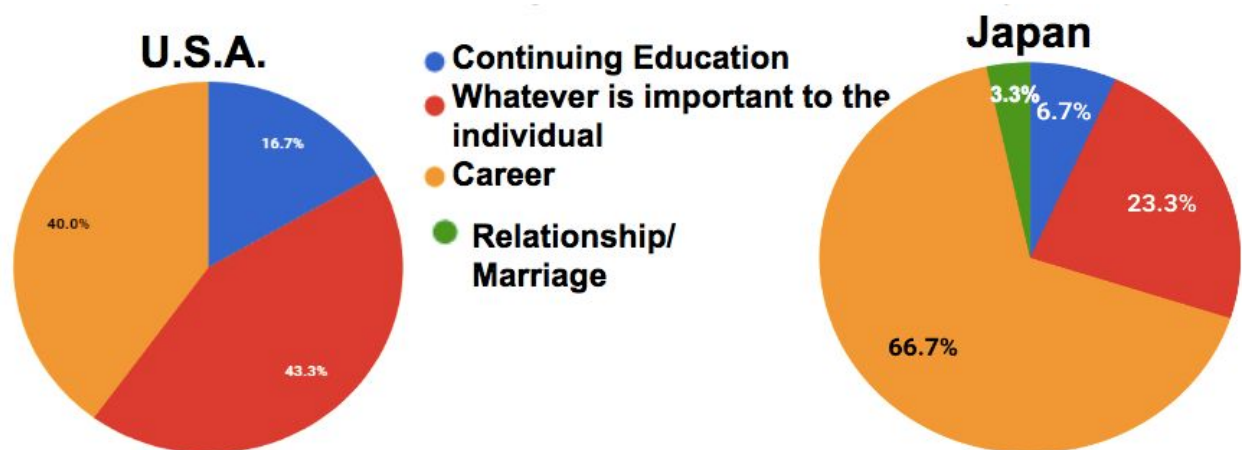 U.S.A.
16.7%
40.0%
43.3%
Continuing Education
Whatever is important to the
individual
Career
Relationship/
Marriage
Japan
3.3%
6.7%
23.3%
66.7%